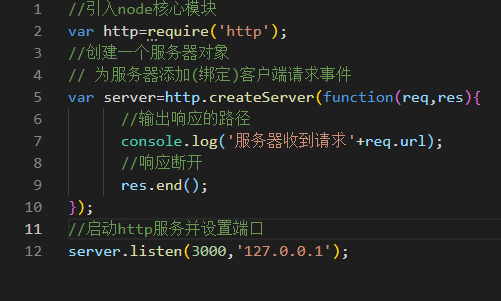 1 //引入node核心模块
2 var http=require('http');
3 //创建一个服务器对象
4 // 为服务器添加(绑定)客户端请求事件
5 var server=http.createServer(function(req,res){
6 //输出响应的路径
7 console.log('服务器收到请求'+req.url);
8 //响应断开
9 res.end();
10 });
11 //启动http服务并设置端口
12 server.listen(3000,'127.0.0.1');